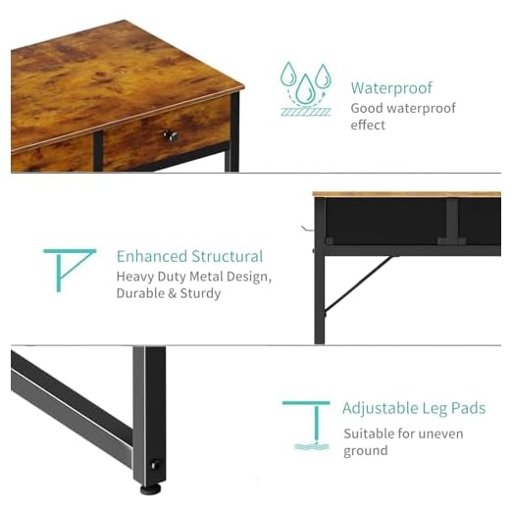 Waterproof
Good waterproof
effect
Enhanced Structural
Heavy Duty Metal Design,
Durable & Sturdy
Adjustable Leg Pads
Suitable for uneven
ground